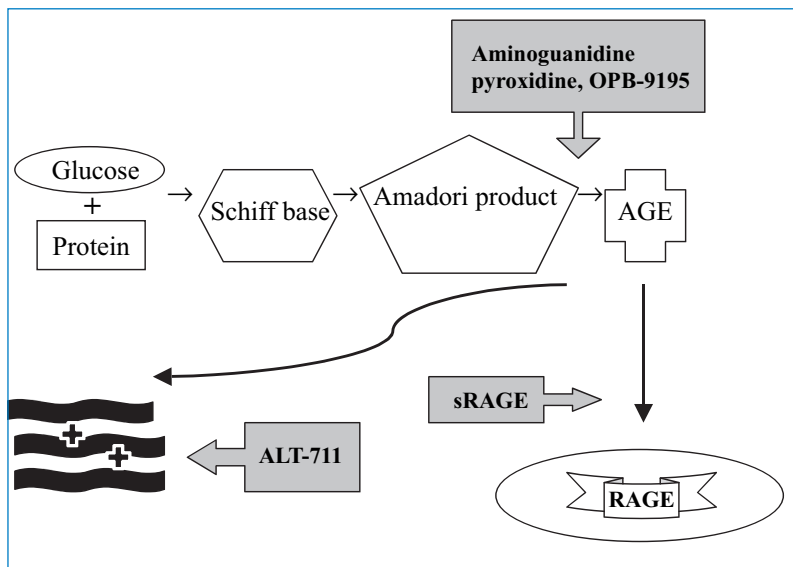 Aminoguanidine
pyroxidine, OPB-9195
Glucose
+
Protein
Schiff base
Amadori product
AGE
sRAGE
ALT-711
RAGE